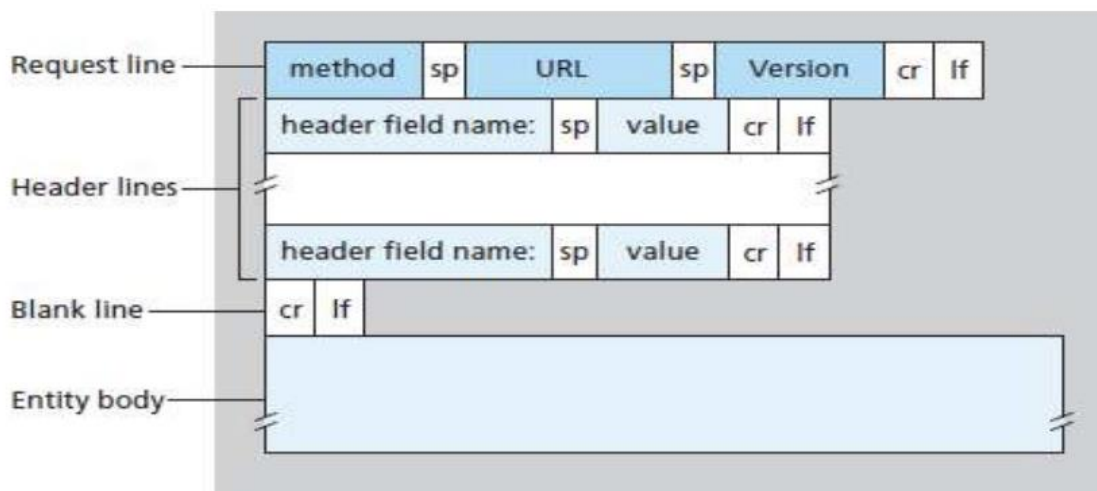 Request line method sp URL sp Version cr lf
header field name: sp value cr lf
Header lines
header field name: sp value cr lf
Blank line cr lf
Entity body